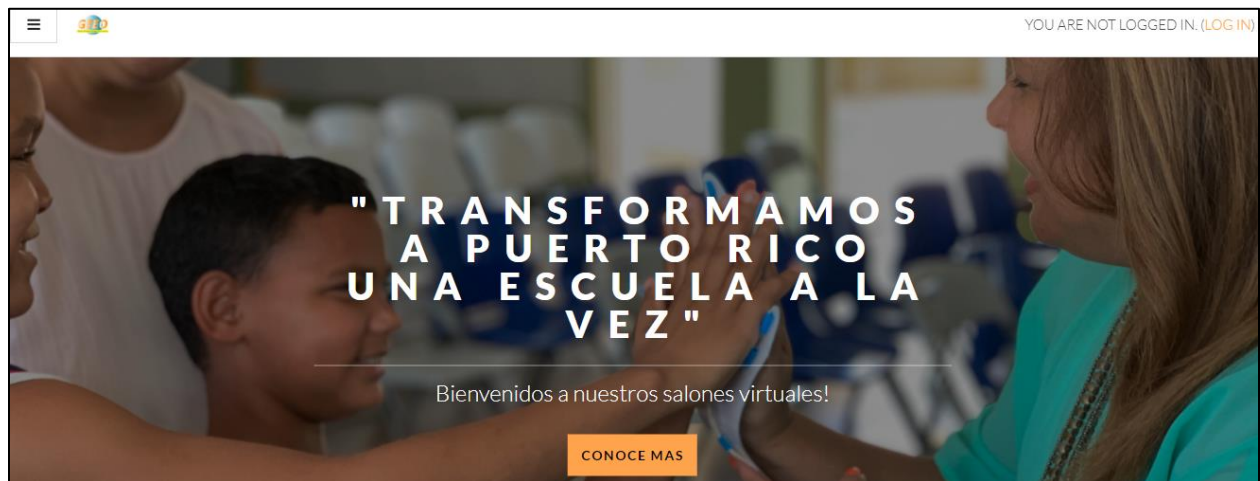 YOU ARE NOT LOGGED IN. (LOG IN)
"TRANSFORMAMOS
A PUERTO RICO
UNA ESCUELA A LA
VEZ"
Bienvenidos a nuestros salones virtuales!
CONOCE MAS